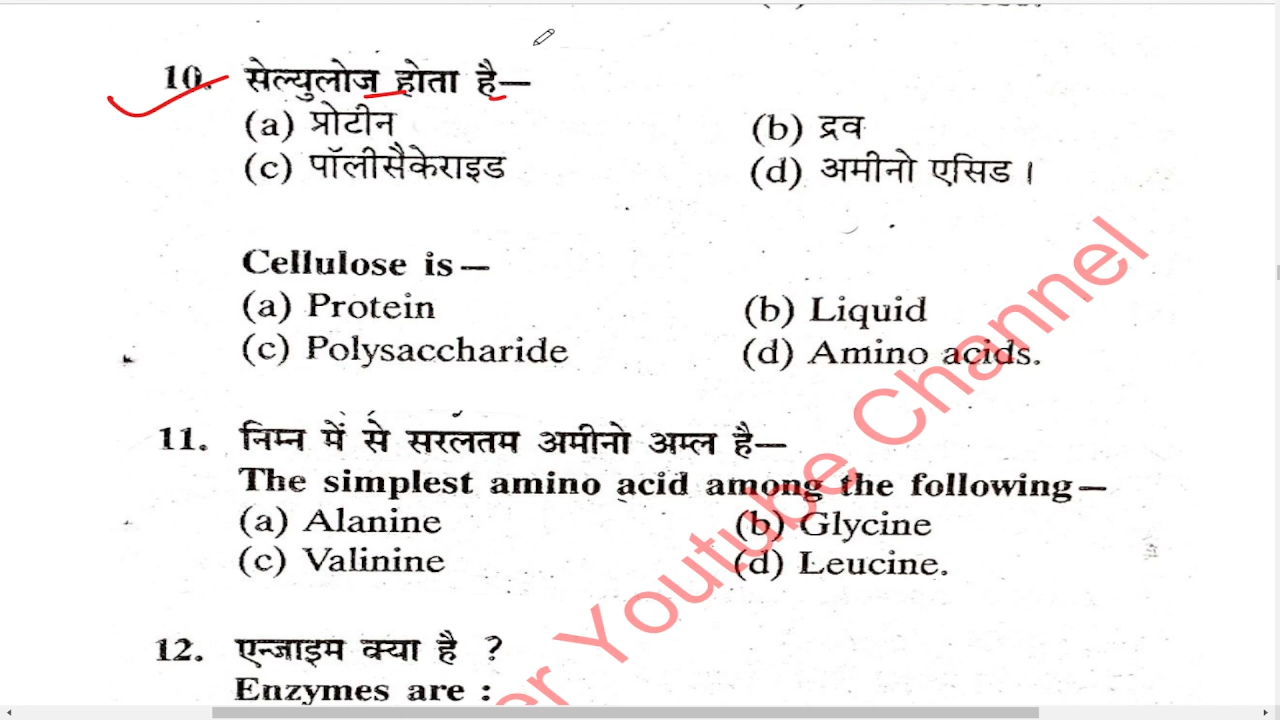 10. सेल्युलोज होता है—
(a) प्रोटीन (b) द्रव
(c) पॉलीसैकेराइड (d) अमीनो एसिड ।
Cellulose is—
(a) Protein (b) Liquid
(c) Polysaccharide (d) Amino acids.
11. निम्न में से सरलतम अमीनो अम्ल है—
The simplest amino acid among the following—
(a) Alanine (b) Glycine
(c) Valinine (d) Leucine.
12. एन्जाइम क्या है ?
Enzymes are :
er Youtube Channel